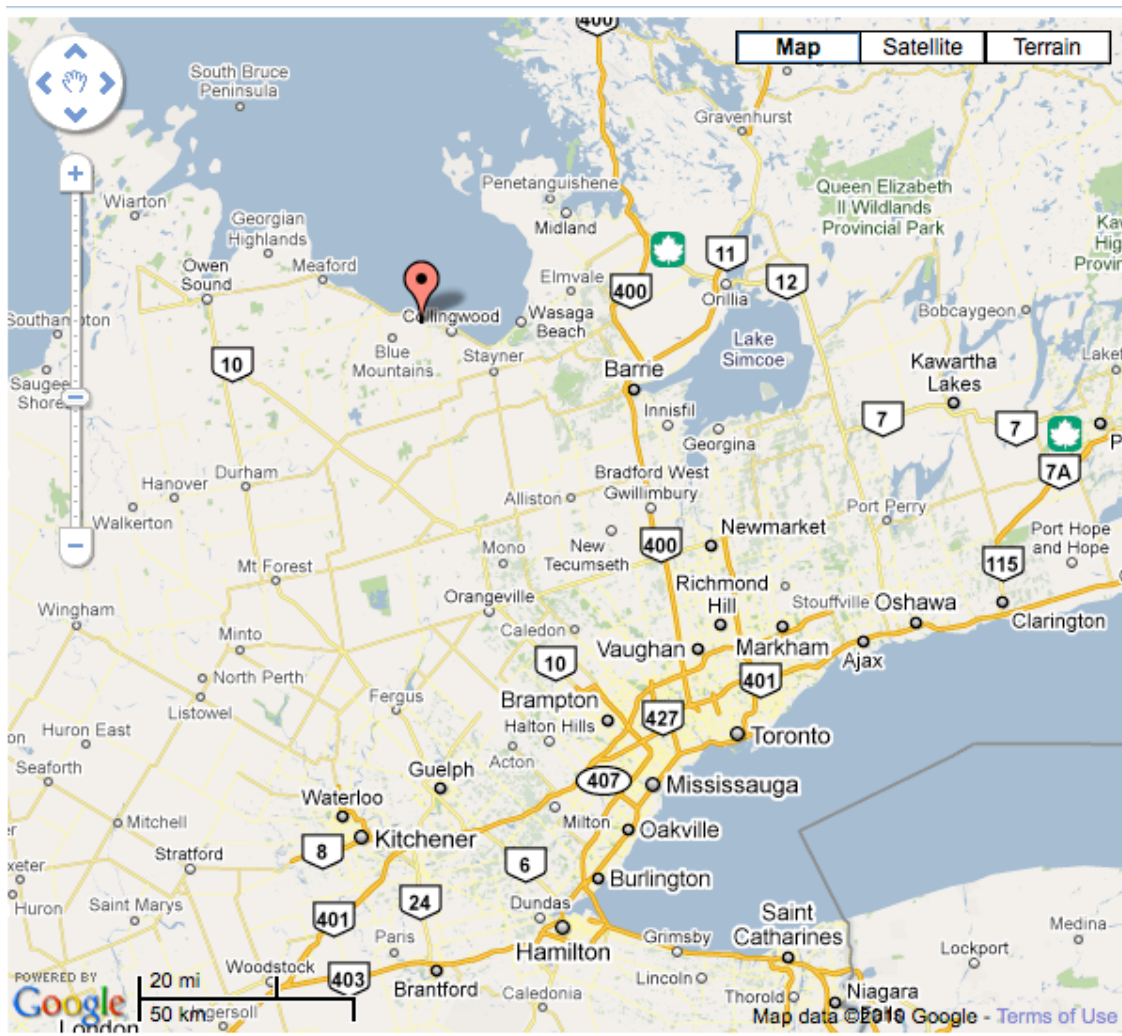 400
Map
Satellite
Terrain
South Bruce
Peninsula
Gravenhurst
Penetanguishene
Queen Elizabeth
II Wildlands
Provincial Park
Wiarton
Georgian
Highlands
Midland
Owen
Sound
Meaford
Elmvale
11
12
400
Orillia
Southampton
Collingwood
Wasaga
Beach
Bobcaygeon
Blue
Mountains
Stayner
Lake
Simcoe
10
Barrie
Kawartha
Lakes
Saugeen
Shores
Innisfil
7
7
Georgina
7A
Durham
Bradford West
Gwillimbury
Hanover
Alliston
Walkerton
Port Perry
Newmarket
Port Hope
and Hope
Mono
New
Tecumseth
400
115
Mt Forest
Richmond
Hill
Orangeville
Stouffville
Oshawa
Wingham
Clarington
Caledon
Minto
Vaughan
Markham
Ajax
10
North Perth
401
Fergus
Brampton
Listowel
427
Huron East
Halton Hills
Toronto
Acton
Seaforth
Guelph
407
Mississauga
Waterloo
Mitchell
Milton
Kitchener
Oakville
8
Stratford
6
Burlington
Huron
24
Saint Marys
401
Dundas
Saint
Catharines
Medina
Hamilton
Grimsby
Lockport
Paris
POWERED BY
Google
20 mi
50 km
Woodstock
403
Brantford
Lincoln
Caledonia
Thorold
Niagara
London
Map data ©2010 Google - Terms of Use